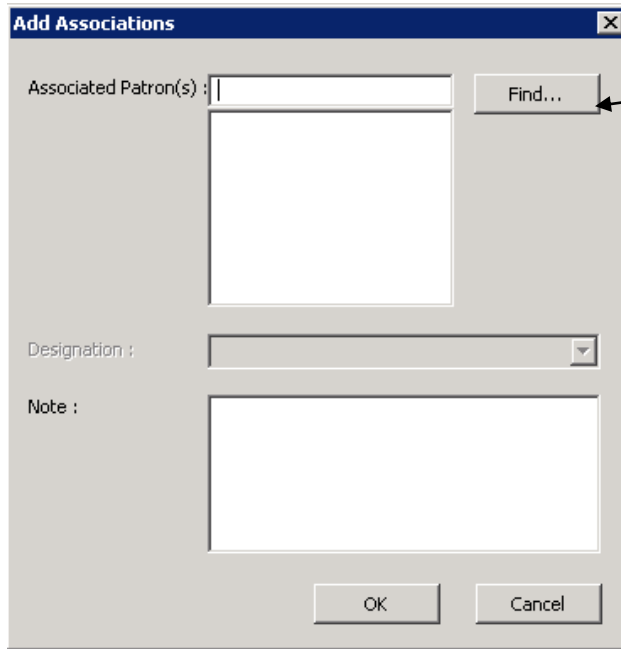 Add Associations
Associated Patron(s) :
Find...
Designation :
Note :
OK
Cancel